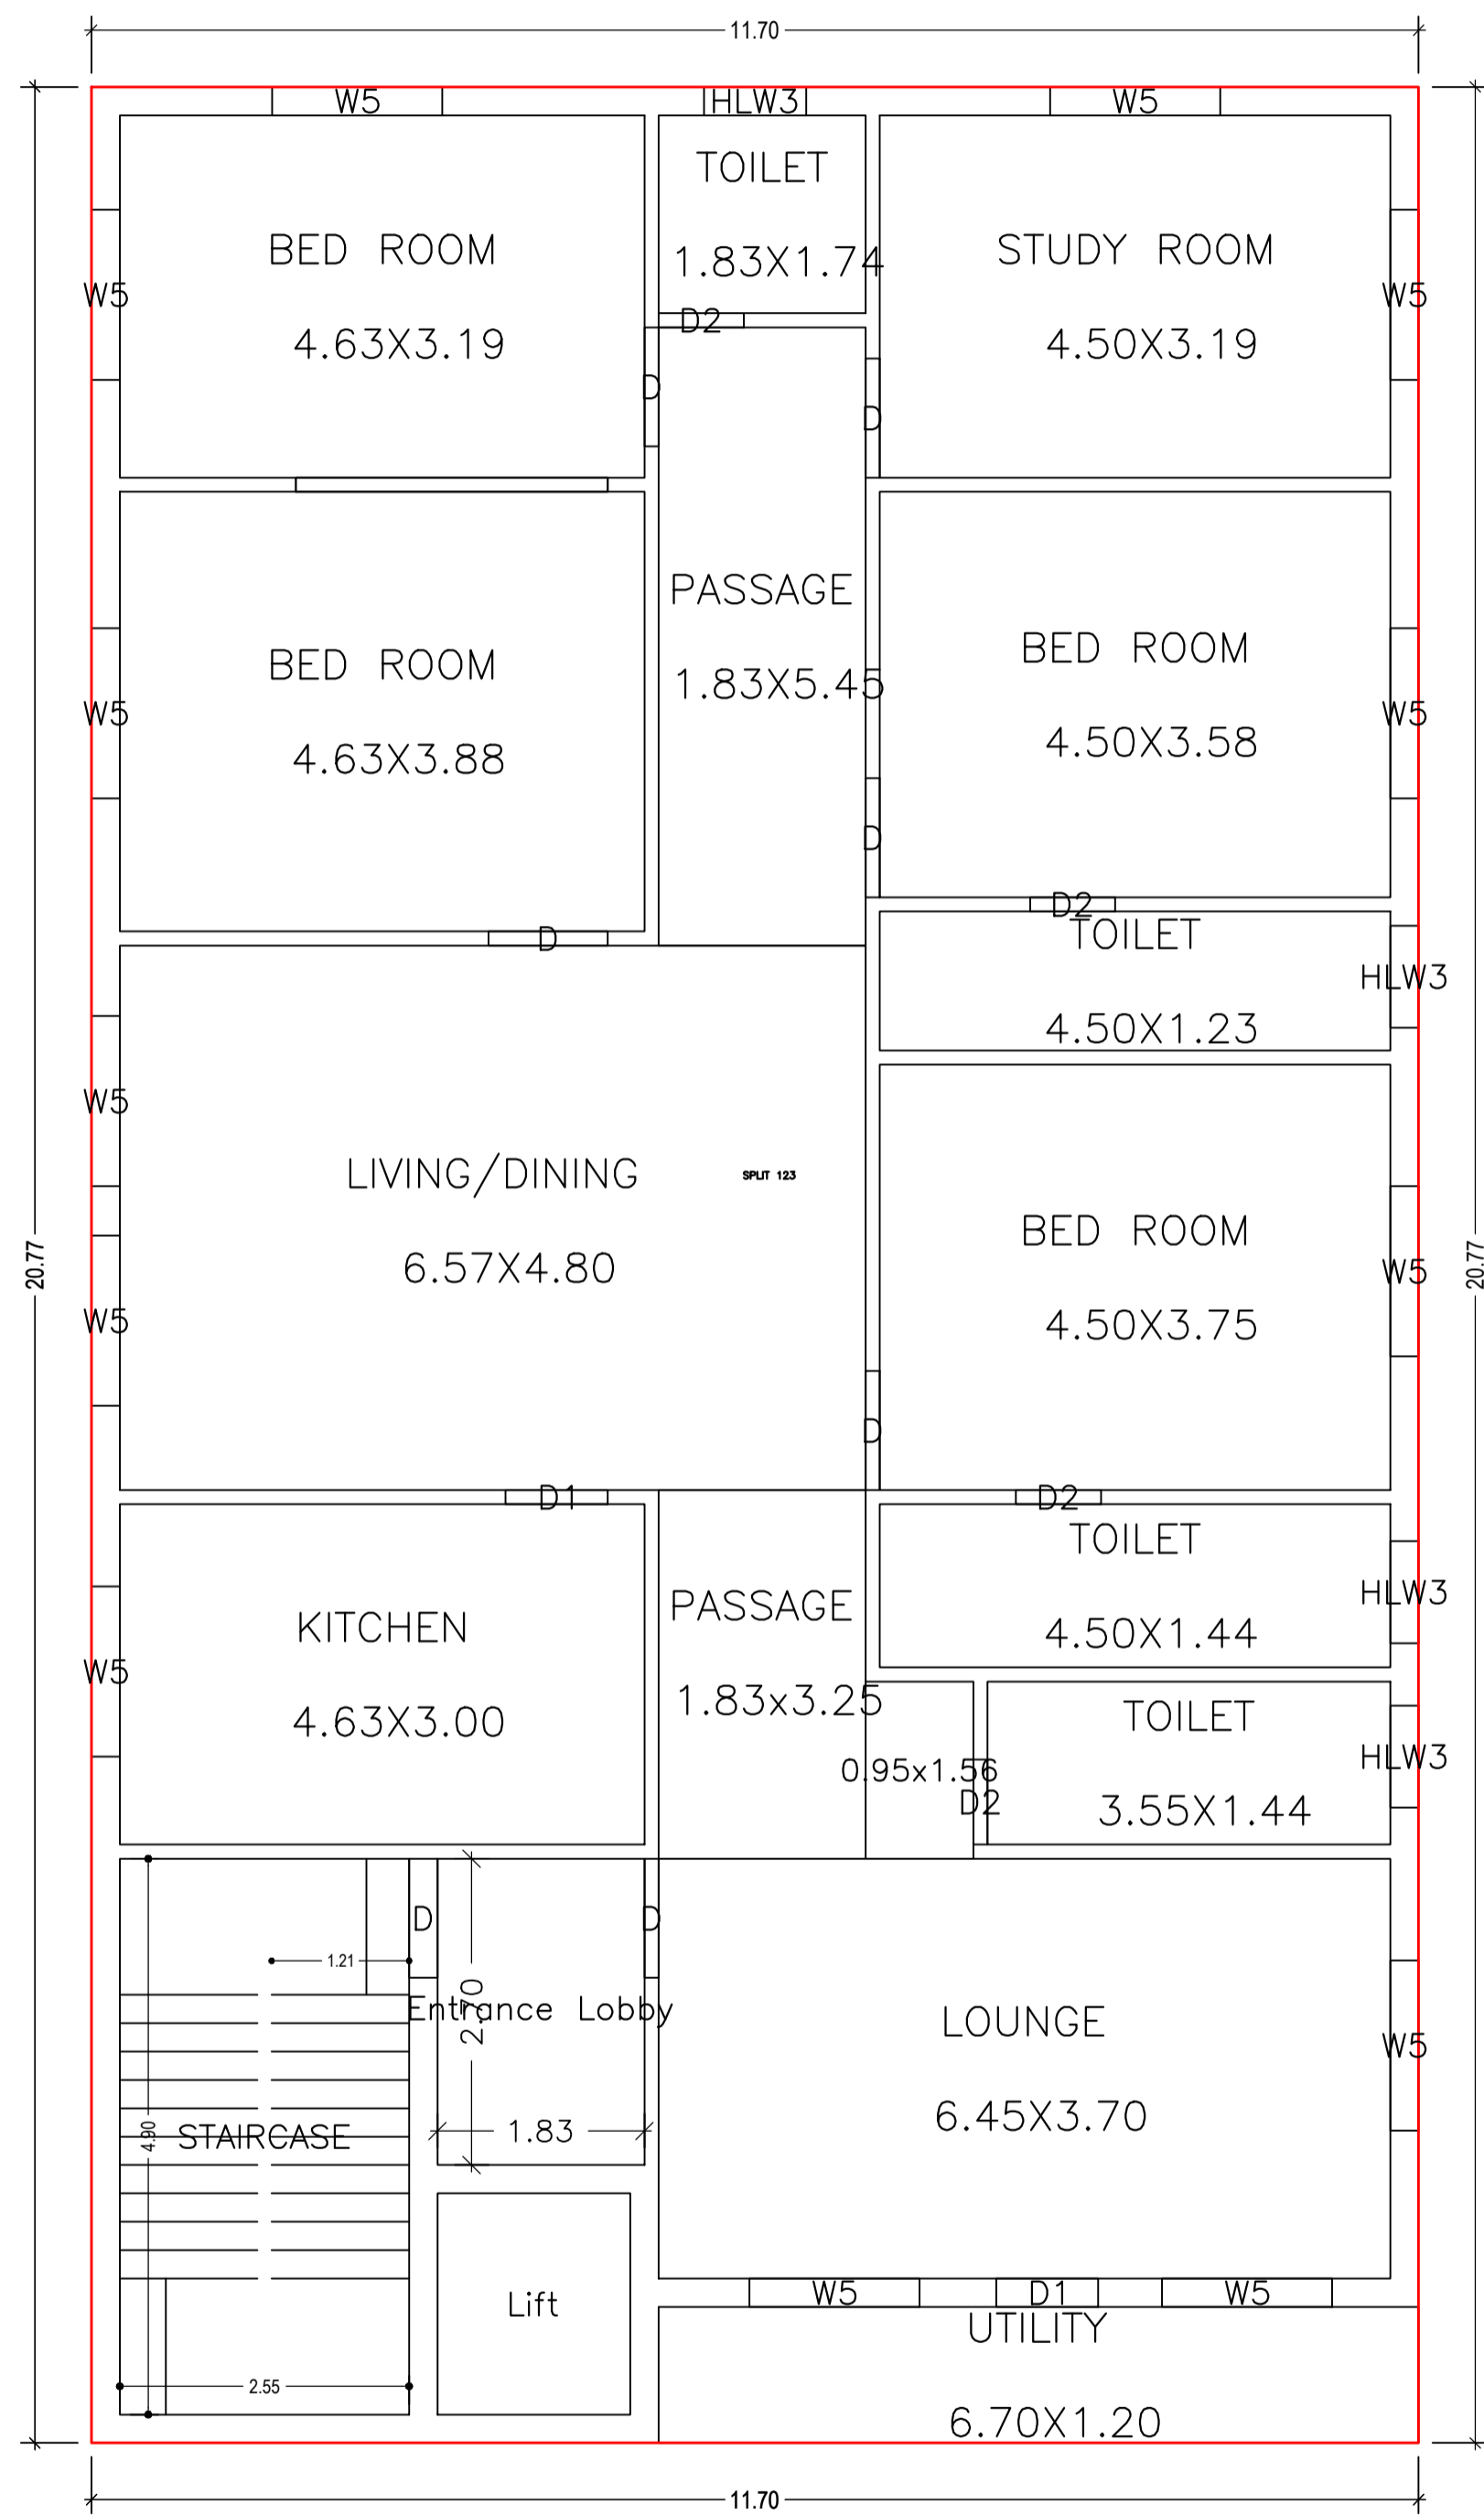 11.70
W5
HLW3
W5
TOILET
1.83X1.74
BED ROOM
4.63X3.19
STUDY ROOM
4.50X3.19
W5
W5
D2
D
D
PASSAGE
1.83X5.45
BED ROOM
4.63X3.88
BED ROOM
4.50X3.58
W5
W5
D
D2
D
TOILET
4.50X1.23
HLW3
W5
LIVING/DINING
6.57X4.80
SPLIT 123
BED ROOM
4.50X3.75
20.77
20.77
W5
W5
D
D1
D2
TOILET
4.50X1.44
HLW3
KITCHEN
4.63X3.00
PASSAGE
1.83x3.25
W5
TOILET
3.55X1.44
HLW3
0.95x1.56
D2
D
D
1.21
Entrance Lobby
2.70
1.83
LOUNGE
6.45X3.70
W5
4.90
STAIRCASE
Lift
W5
D1
W5
UTILITY
6.70X1.20
2.55
11.70